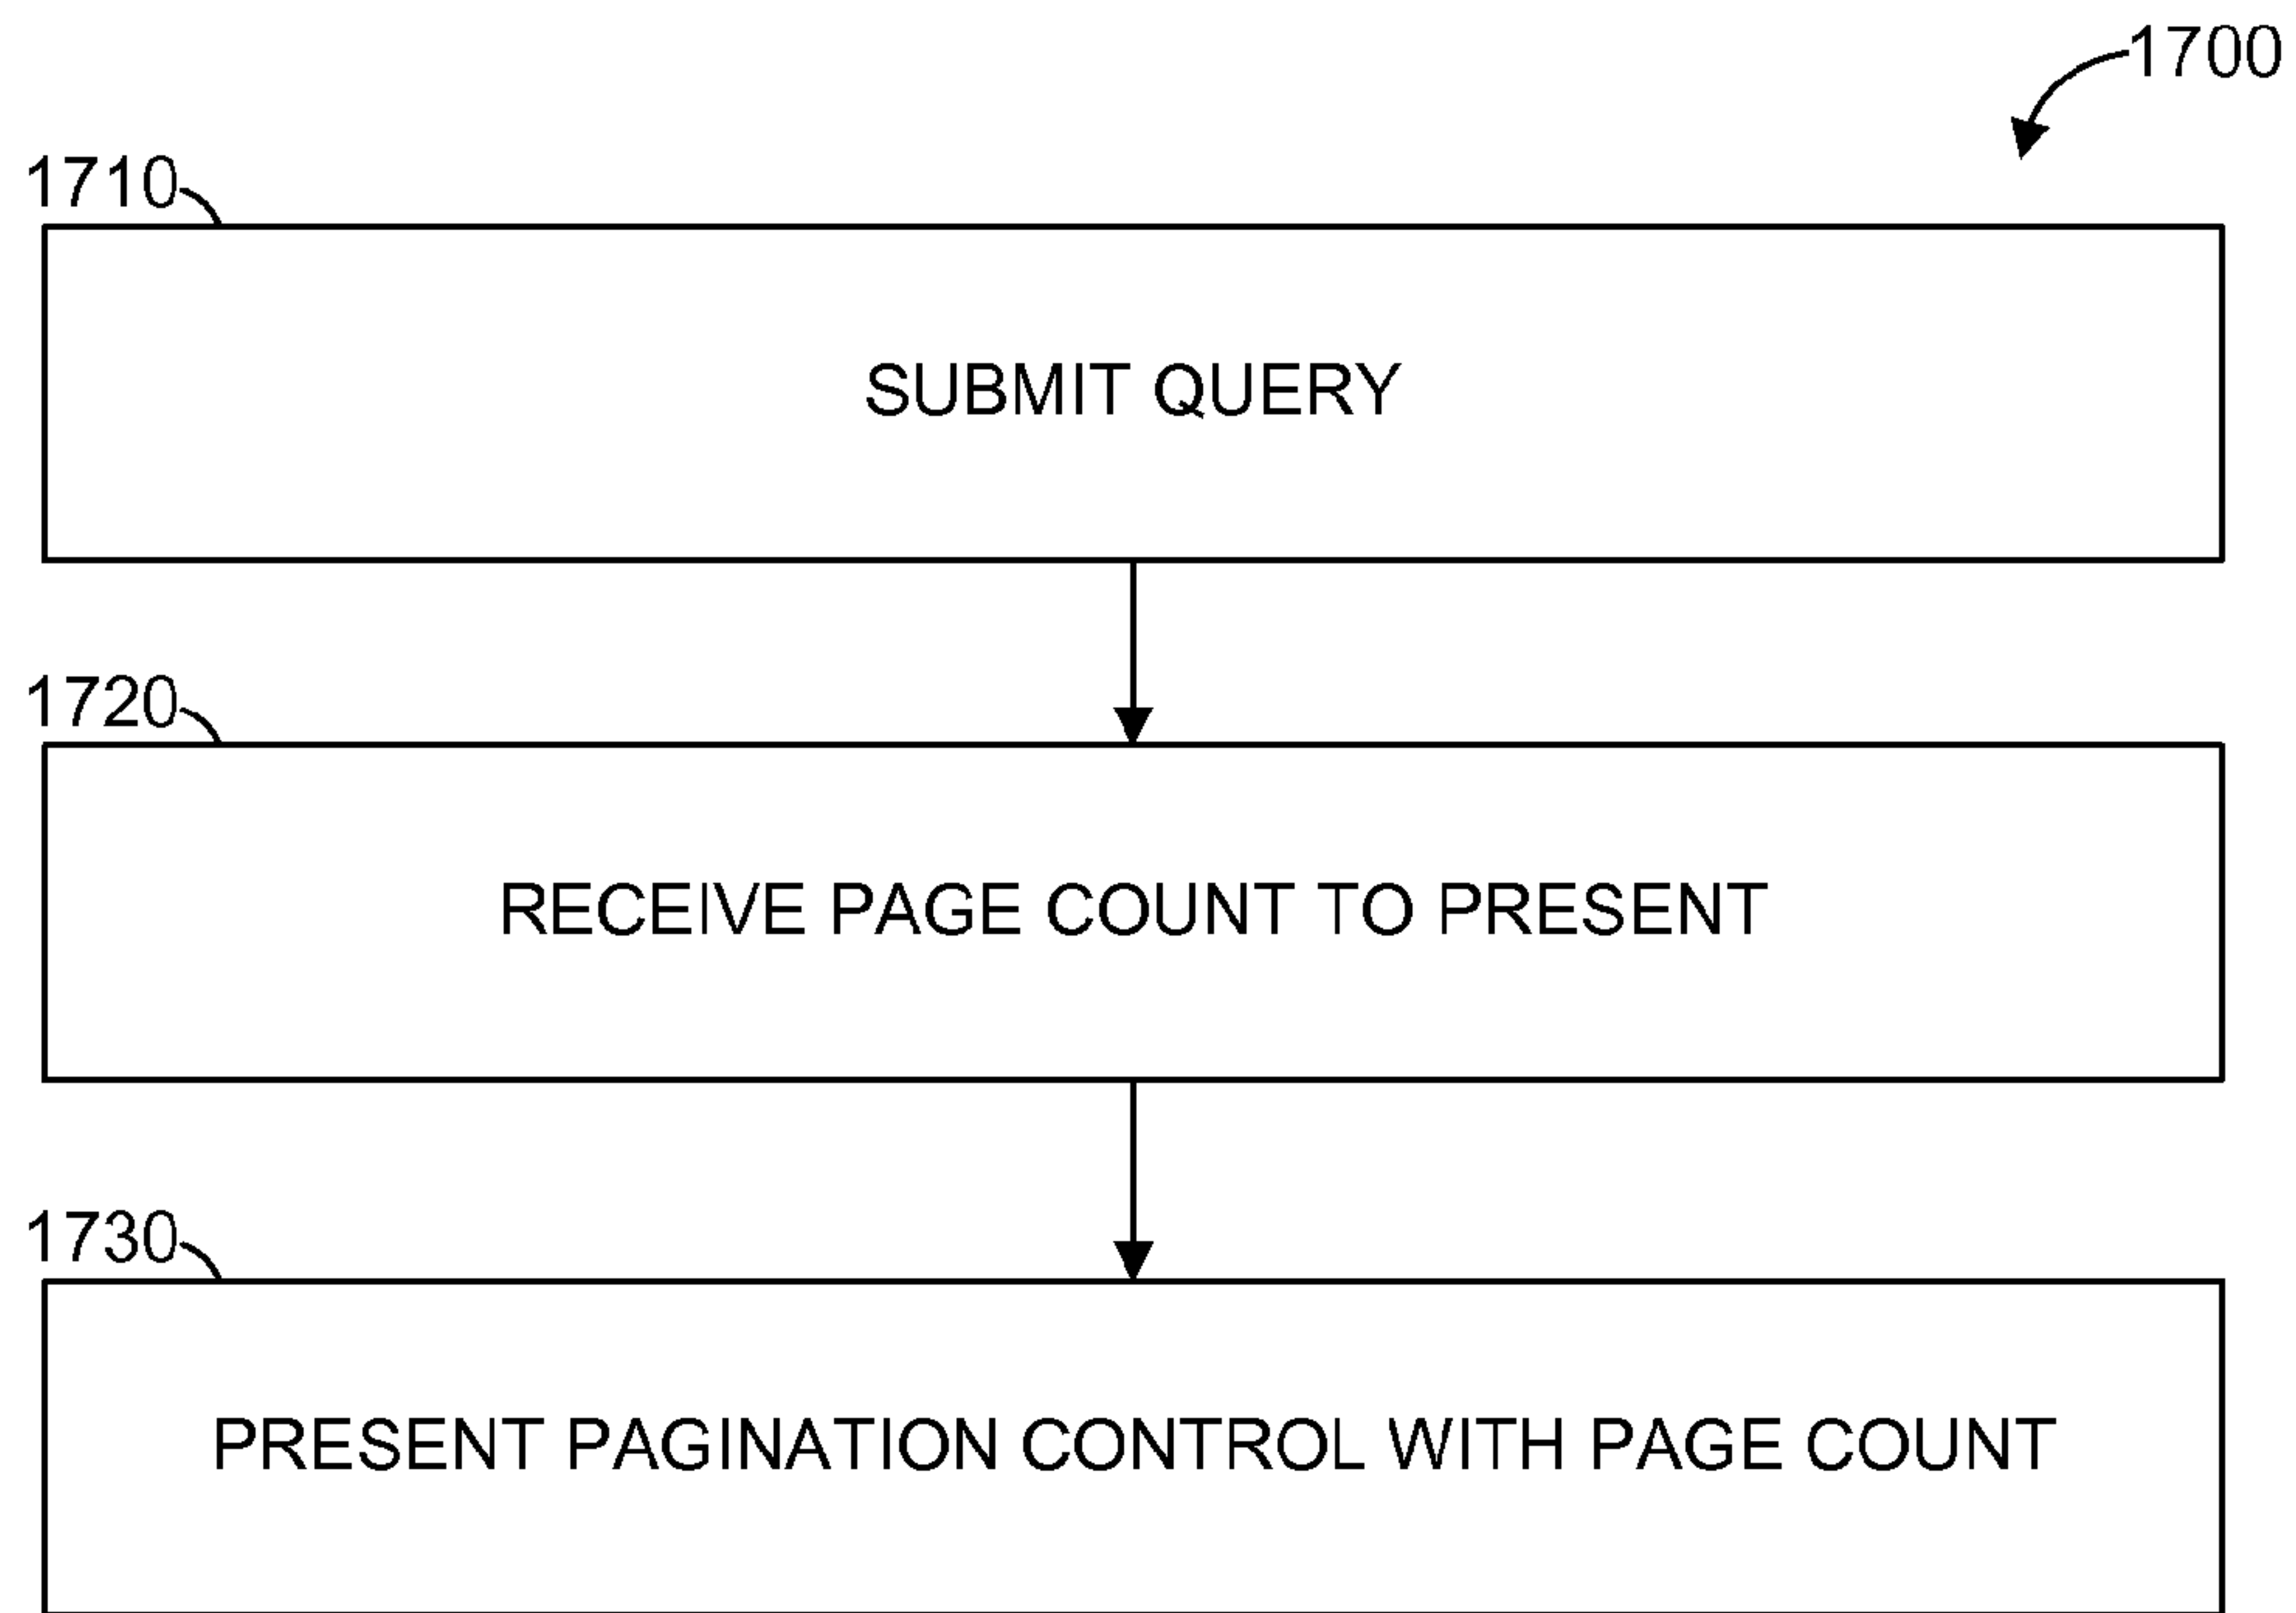 1700
1710
SUBMIT QUERY
1720
RECEIVE PAGE COUNT TO PRESENT
1730
PRESENT PAGINATION CONTROL WITH PAGE COUNT